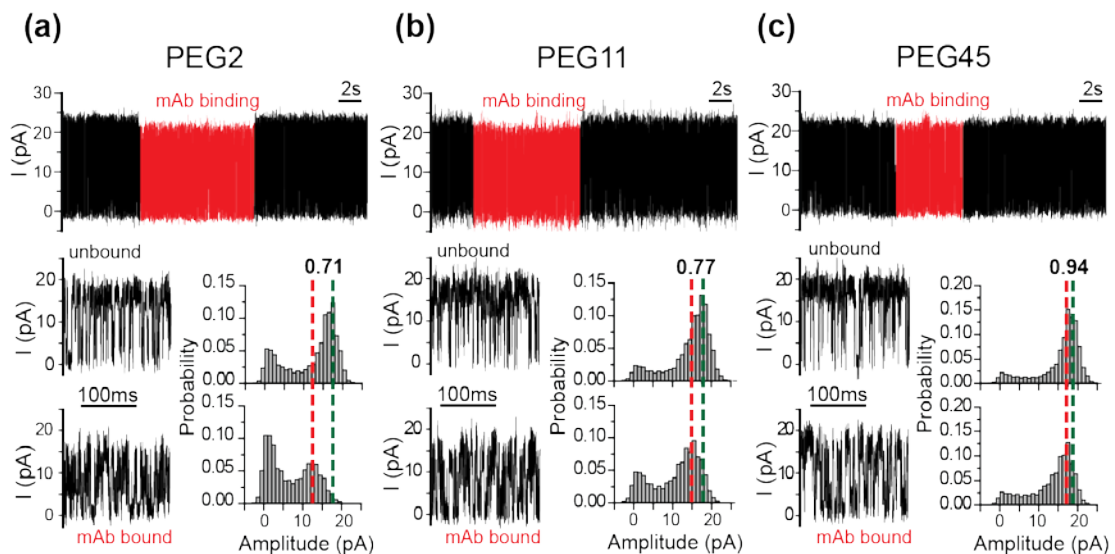 (a)
PEG2
mAb binding
2s
30
20
10
0
I (pA)
unbound
20
10
0
I (pA)
100ms
20
10
0
I (pA)
mAb bound
0.71
0.15
0.10
0.05
0.00
0.15
0.10
0.05
0.00
Probability
0 10 20
Amplitude (pA)
(b)
PEG11
mAb binding
2s
30
20
10
0
I (pA)
unbound
20
10
0
I (pA)
100ms
20
10
0
I (pA)
mAb bound
0.77
0.15
0.10
0.05
0.00
0.15
0.10
0.05
0.00
Probability
0 10 20
Amplitude (pA)
(c)
PEG45
mAb binding
2s
30
20
10
0
I (pA)
unbound
20
10
0
I (pA)
100ms
20
10
0
I (pA)
mAb bound
0.94
0.20
0.15
0.10
0.05
0.00
0.20
0.15
0.10
0.05
0.00
Probability
0 10 20
Amplitude (pA)